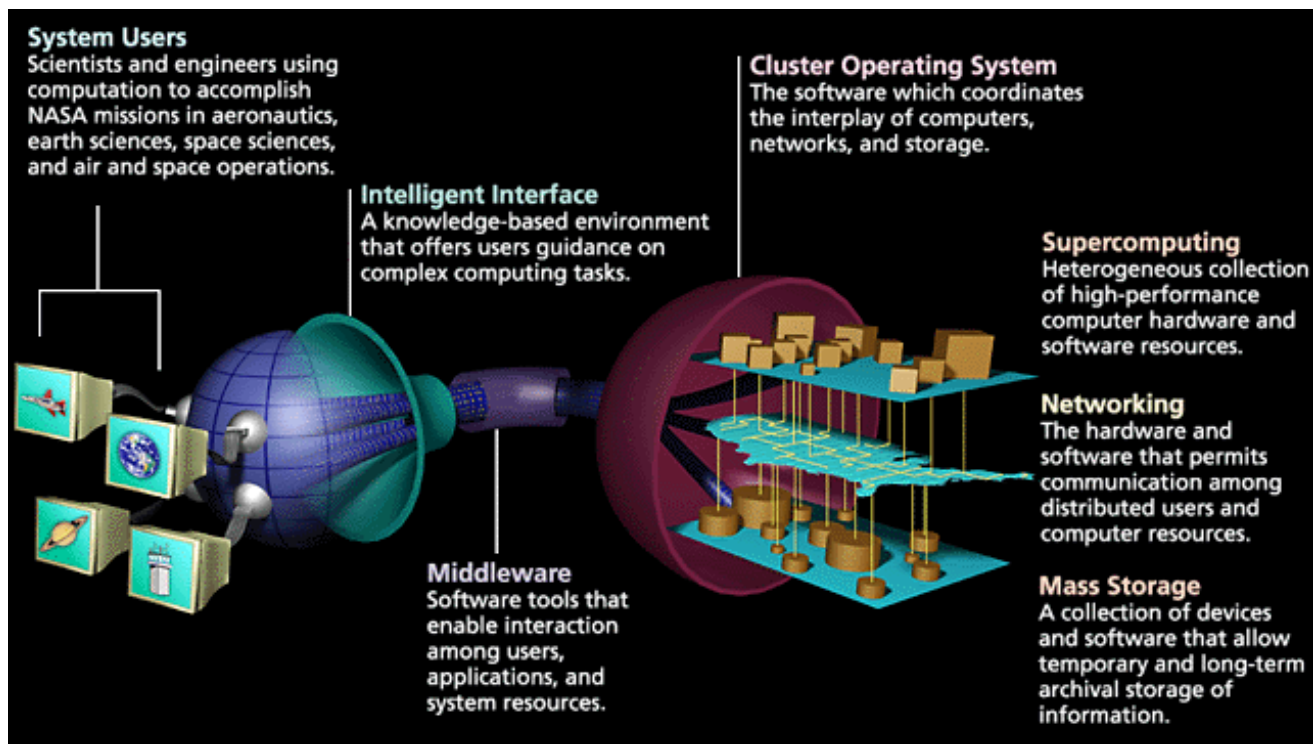 System Users
Scientists and engineers using
computation to accomplish
NASA missions in aeronautics,
earth sciences, space sciences,
and air and space operations.
Intelligent Interface
A knowledge-based environment
that offers users guidance on
complex computing tasks.
Middleware
Software tools that
enable interaction
among users,
applications, and
system resources.
Cluster Operating System
The software which coordinates
the interplay of computers,
networks, and storage.
Supercomputing
Heterogeneous collection
of high-performance
computer hardware and
software resources.
Networking
The hardware and
software that permits
communication among
distributed users and
computer resources.
Mass Storage
A collection of devices
and software that allow
temporary and long-term
archival storage of
information.